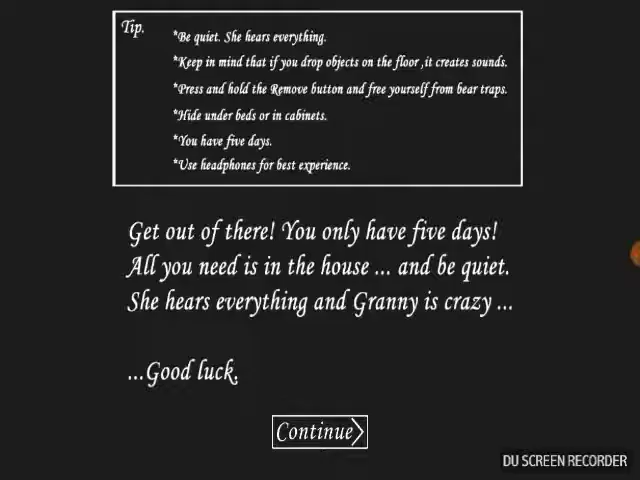 Tip.
*Be quiet. She hears everything.
*Keep in mind that if you drop objects on the floor ,it creates sounds.
*Press and hold the Remove button and free yourself from bear traps.
*Hide under beds or in cabinets.
*You have five days.
*Use headphones for best experience.
Get out of there! You only have five days!
All you need is in the house ... and be quiet.
She hears everything and Granny is crazy ...
...Good luck.
Continue
DU SCREEN RECORDER